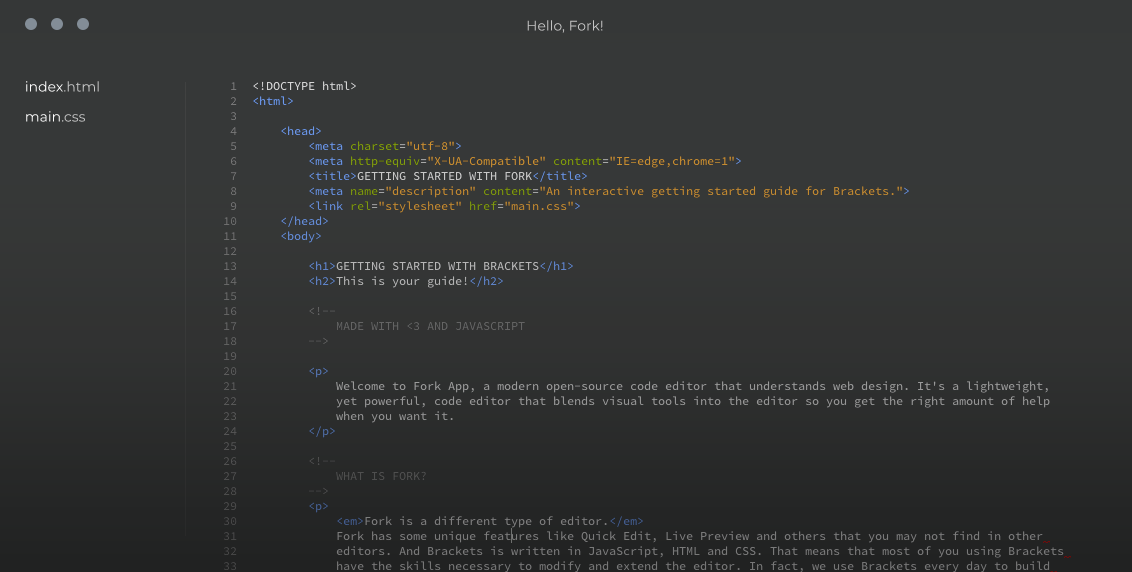 Hello, Fork!
index.html
main.css
1 <!DOCTYPE html>
2 <html>
3
4 <head>
5 <meta charset="utf-8">
6 <meta http-equiv="X-UA-Compatible" content="IE=edge,chrome=1">
7 <title>GETTING STARTED WITH FORK</title>
8 <meta name="description" content="An interactive getting started guide for Brackets.">
9 <link rel="stylesheet" href="main.css">
10 </head>
11 <body>
12
13 <h1>GETTING STARTED WITH BRACKETS</h1>
14 <h2>This is your guide!</h2>
15
16 <!--
17 MADE WITH <3 AND JAVASCRIPT
18 -->
19
20 <p>
21 Welcome to Fork App, a modern open-source code editor that understands web design. It's a lightweight,
22 yet powerful, code editor that blends visual tools into the editor so you get the right amount of help
23 when you want it.
24 </p>
25
26 <!--
27 WHAT IS FORK?
28 -->
29 <p>
30 <em>Fork is a different type of editor.</em>
31 Fork has some unique features like Quick Edit, Live Preview and others that you may not find in other
32 editors. And Brackets is written in JavaScript, HTML and CSS. That means that most of you using Brackets
33 have the skills necessary to modify and extend the editor. In fact, we use Brackets every day to build